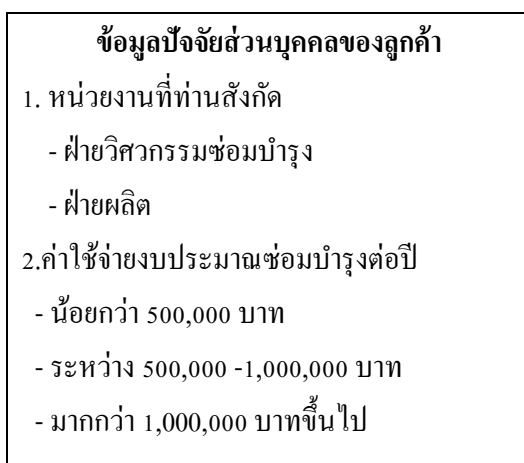 ข้อมูลปัจจัยส่วนบุคคลของลูกค้า
1. หน่วยงานที่ท่านสังกัด
- ฝ่ายวิศวกรรมซ่อมบำรุง
- ฝ่ายผลิต
2.ค่าใช้จ่ายงบประมาณซ่อมบำรุงต่อปี
- น้อยกว่า 500,000 บาท
- ระหว่าง 500,000 -1,000,000 บาท
- มากกว่า 1,000,000 บาทขึ้นไป